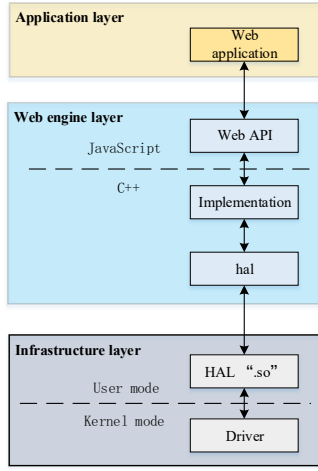 Application layer
Web
application
Web engine layer
Web API
JavaScript
C++
Implementation
hal
Infrastructure layer
HAL “.so”
User mode
Kernel mode
Driver